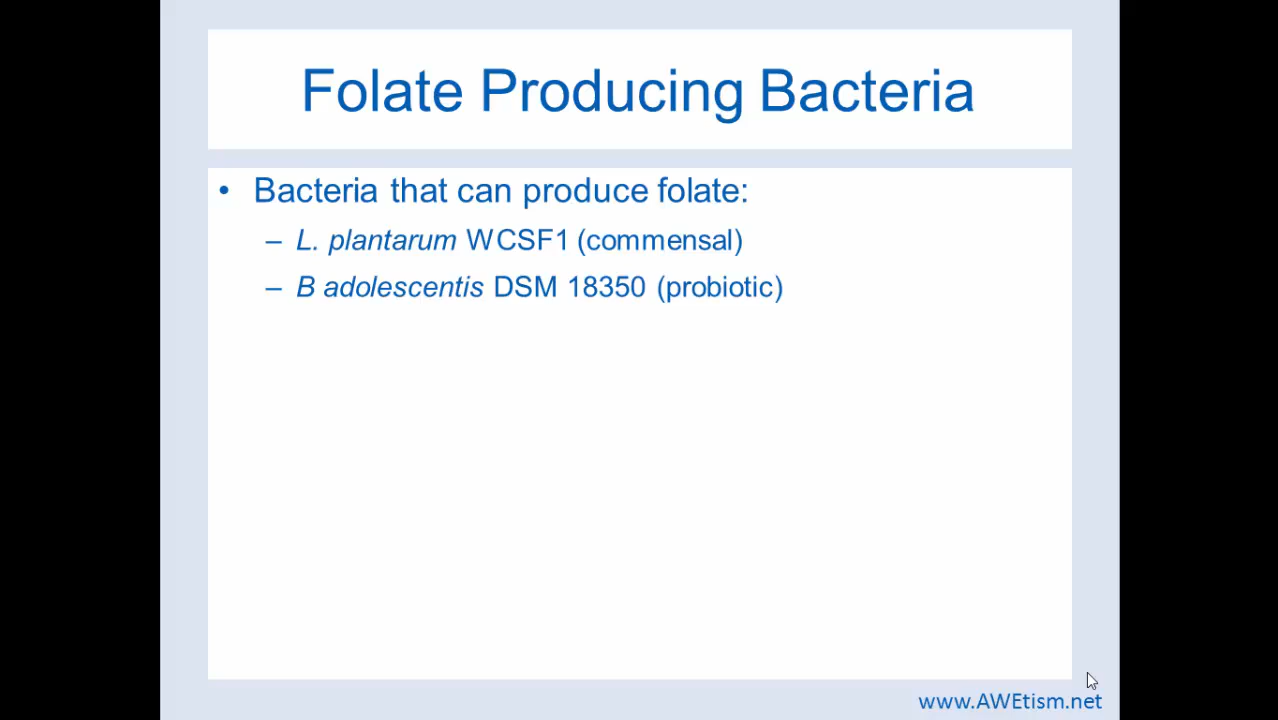 Folate Producing Bacteria
• Bacteria that can produce folate:
– L. plantarum WCSF1 (commensal)
– B adolescentis DSM 18350 (probiotic)
www.AWEtism.net